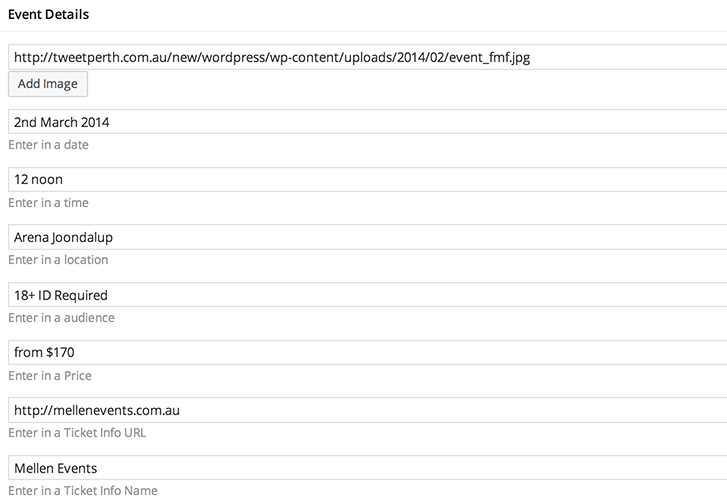 Event Details
http://tweetperth.com.au/new/wordpress/wp-content/uploads/2014/02/event_fmf.jpg
Add Image
2nd March 2014
Enter in a date
12 noon
Enter in a time
Arena Joondalup
Enter in a location
18+ ID Required
Enter in a audience
from $170
Enter in a Price
http://mellenevents.com.au
Enter in a Ticket Info URL
Mellen Events
Enter in a Ticket Info Name